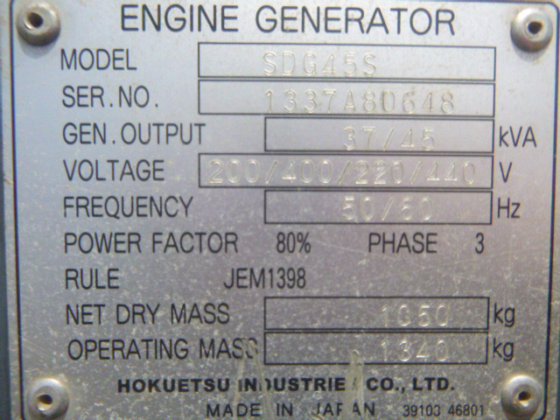 ENGINE GENERATOR
MODEL SDG45S
SER.NO. 1337A80648
GEN.OUTPUT 37/45 kVA
VOLTAGE 200/400/220/440 V
FREQUENCY 50/60 Hz
POWER FACTOR 80% PHASE 3
RULE JEM1398
NET DRY MASS 1050 kg
OPERATING MASS 1340 kg
HOKUETSU INDUSTRIE CO., LTD.
MADE IN JAPAN 39103 46801